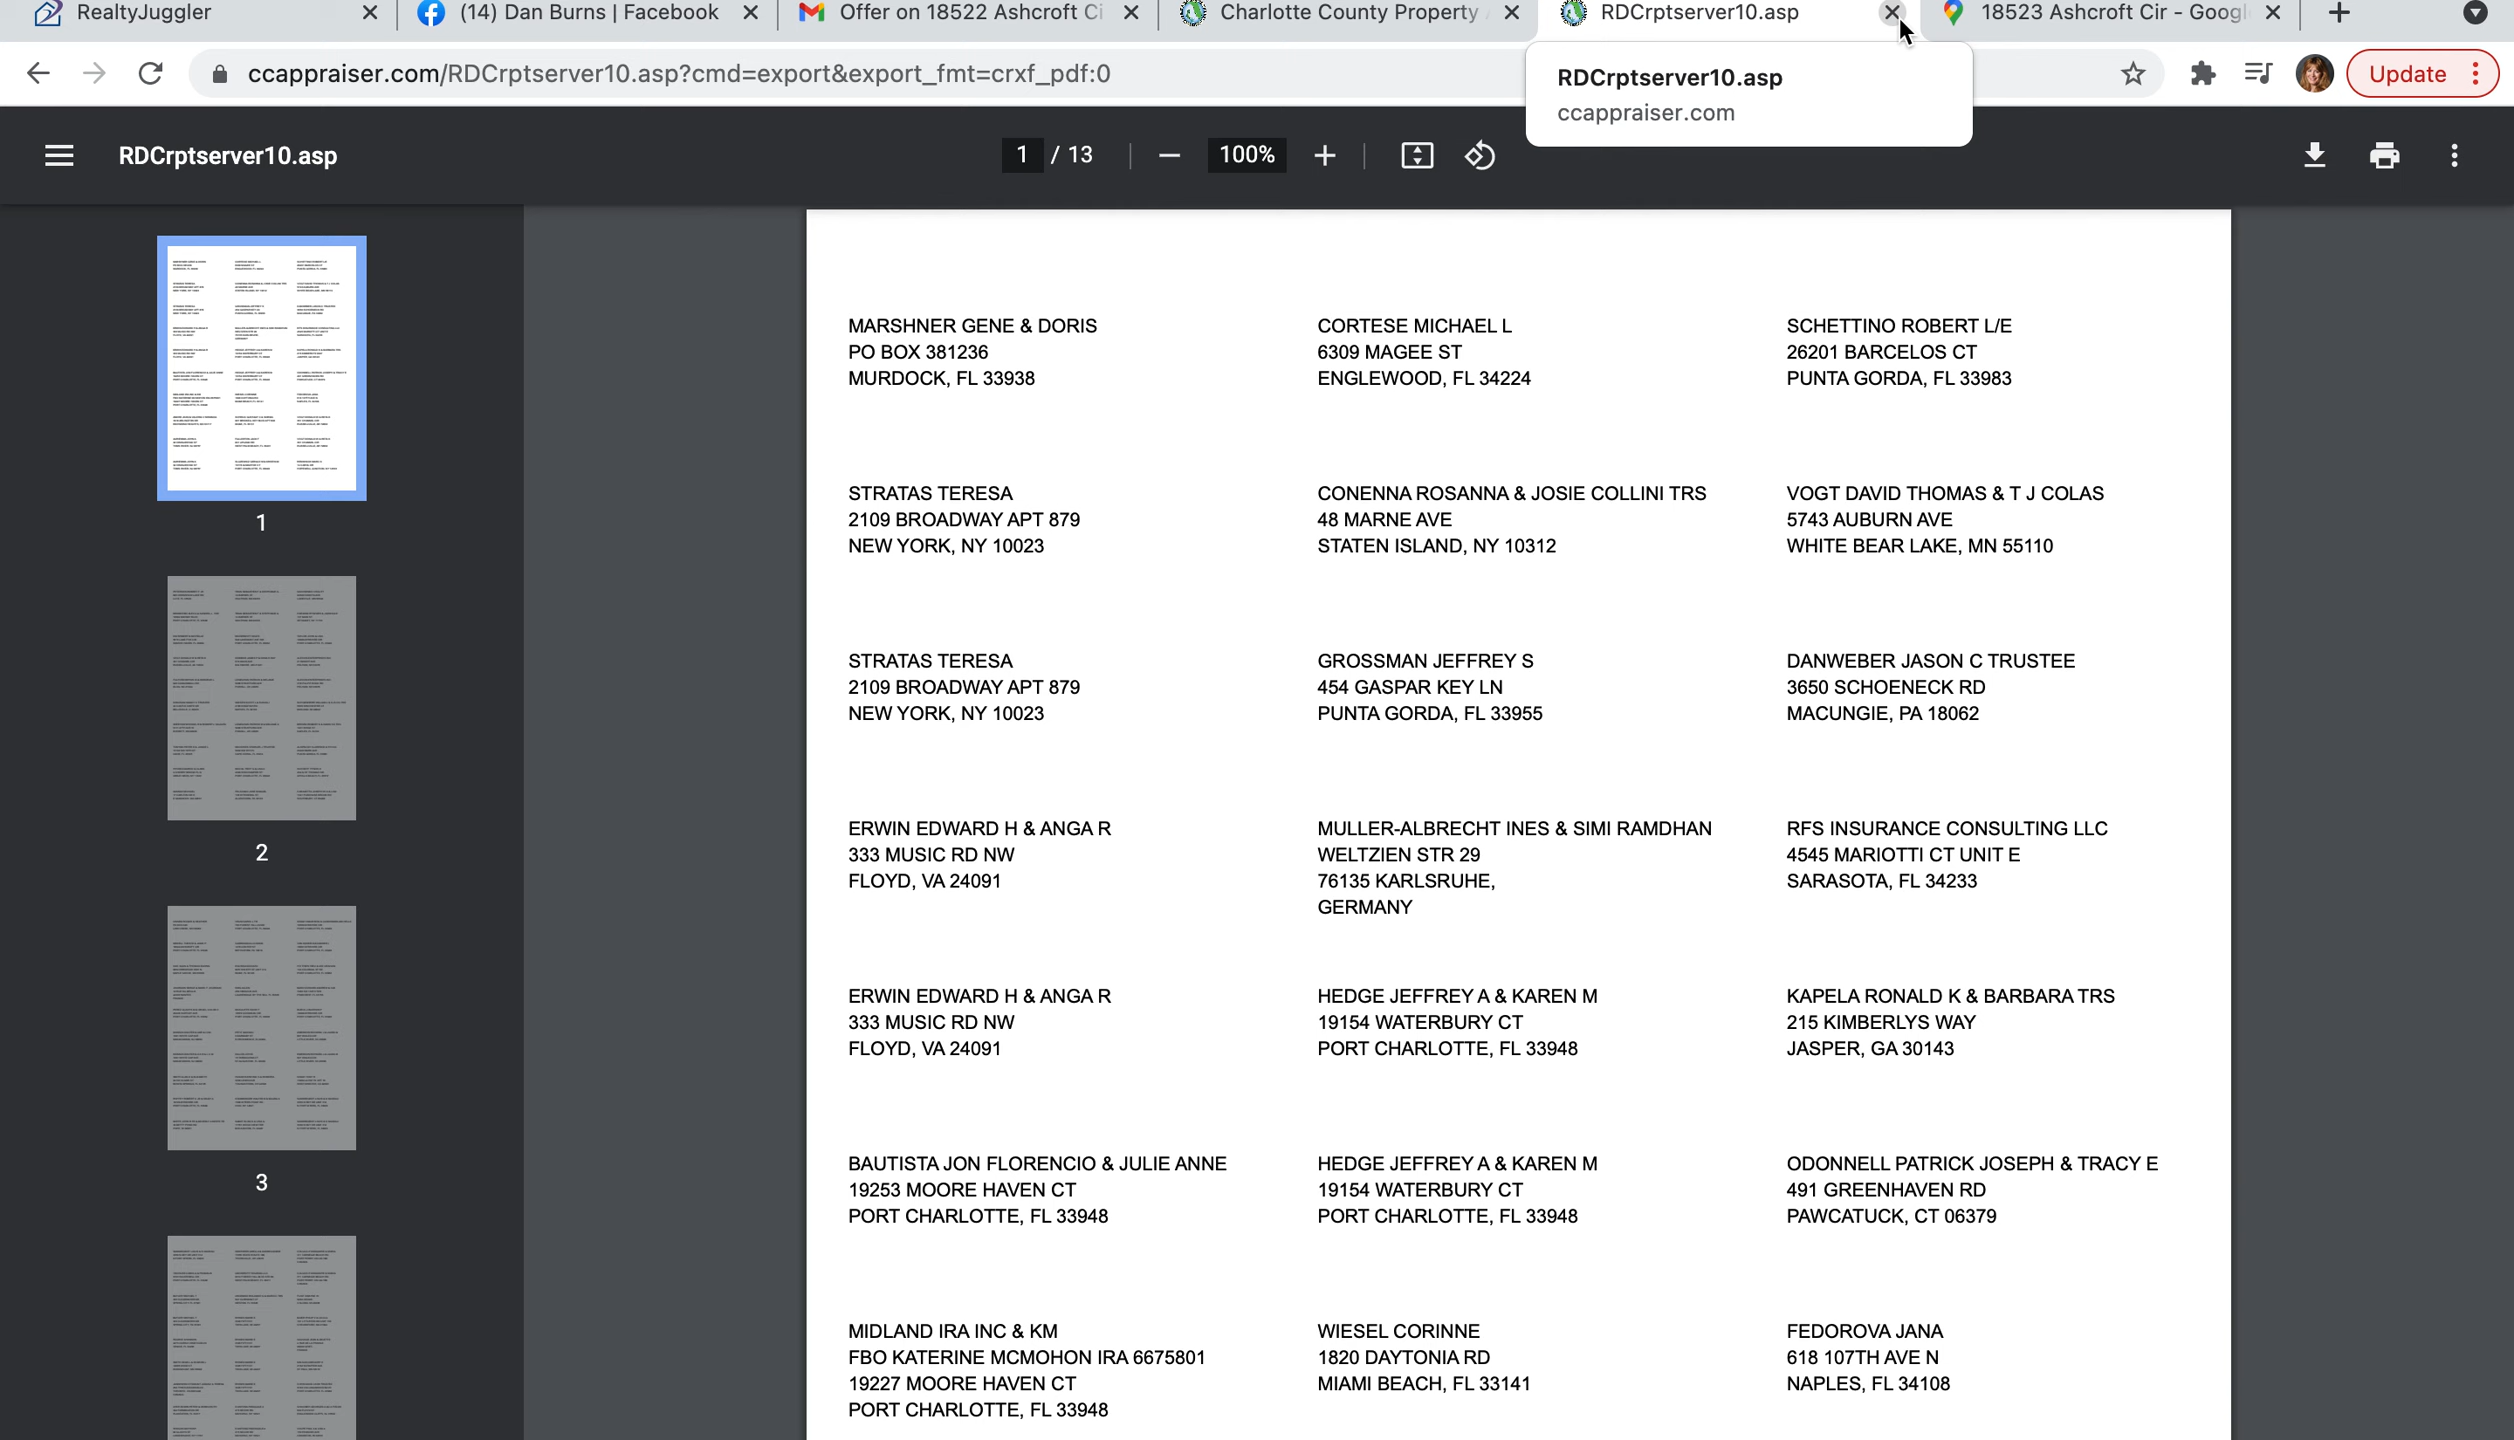 RealtyJuggler
(14) Dan Burns | Facebook
Offer on 18522 Ashcroft Ci
Charlotte County Property
RDCrptserver10.asp
18523 Ashcroft Cir - Googl
ccappraiser.com/RDCrptserver10.asp?cmd=export&export_fmt=crxf_pdf:0
Update
RDCrptserver10.asp
ccappraiser.com
RDCrptserver10.asp
1 / 13
100%
1
2
3
MARSHNER GENE & DORIS
PO BOX 381236
MURDOCK, FL 33938
CORTESE MICHAEL L
6309 MAGEE ST
ENGLEWOOD, FL 34224
SCHETTINO ROBERT L/E
26201 BARCELOS CT
PUNTA GORDA, FL 33983
STRATAS TERESA
2109 BROADWAY APT 879
NEW YORK, NY 10023
CONENNA ROSANNA & JOSIE COLLINI TRS
48 MARNE AVE
STATEN ISLAND, NY 10312
VOGT DAVID THOMAS & T J COLAS
5743 AUBURN AVE
WHITE BEAR LAKE, MN 55110
STRATAS TERESA
2109 BROADWAY APT 879
NEW YORK, NY 10023
GROSSMAN JEFFREY S
454 GASPAR KEY LN
PUNTA GORDA, FL 33955
DANWEBER JASON C TRUSTEE
3650 SCHOENECK RD
MACUNGIE, PA 18062
ERWIN EDWARD H & ANGA R
333 MUSIC RD NW
FLOYD, VA 24091
MULLER-ALBRECHT INES & SIMI RAMDHAN
WELTZIEN STR 29
76135 KARLSRUHE,
GERMANY
RFS INSURANCE CONSULTING LLC
4545 MARIOTTI CT UNIT E
SARASOTA, FL 34233
ERWIN EDWARD H & ANGA R
333 MUSIC RD NW
FLOYD, VA 24091
HEDGE JEFFREY A & KAREN M
19154 WATERBURY CT
PORT CHARLOTTE, FL 33948
KAPELA RONALD K & BARBARA TRS
215 KIMBERLYS WAY
JASPER, GA 30143
BAUTISTA JON FLORENCIO & JULIE ANNE
19253 MOORE HAVEN CT
PORT CHARLOTTE, FL 33948
HEDGE JEFFREY A & KAREN M
19154 WATERBURY CT
PORT CHARLOTTE, FL 33948
ODONNELL PATRICK JOSEPH & TRACY E
491 GREENHAVEN RD
PAWCATUCK, CT 06379
MIDLAND IRA INC & KM
FBO KATERINE MCMOHON IRA 6675801
19227 MOORE HAVEN CT
PORT CHARLOTTE, FL 33948
WIESEL CORINNE
1820 DAYTONIA RD
MIAMI BEACH, FL 33141
FEDOROVA JANA
618 107TH AVE N
NAPLES, FL 34108